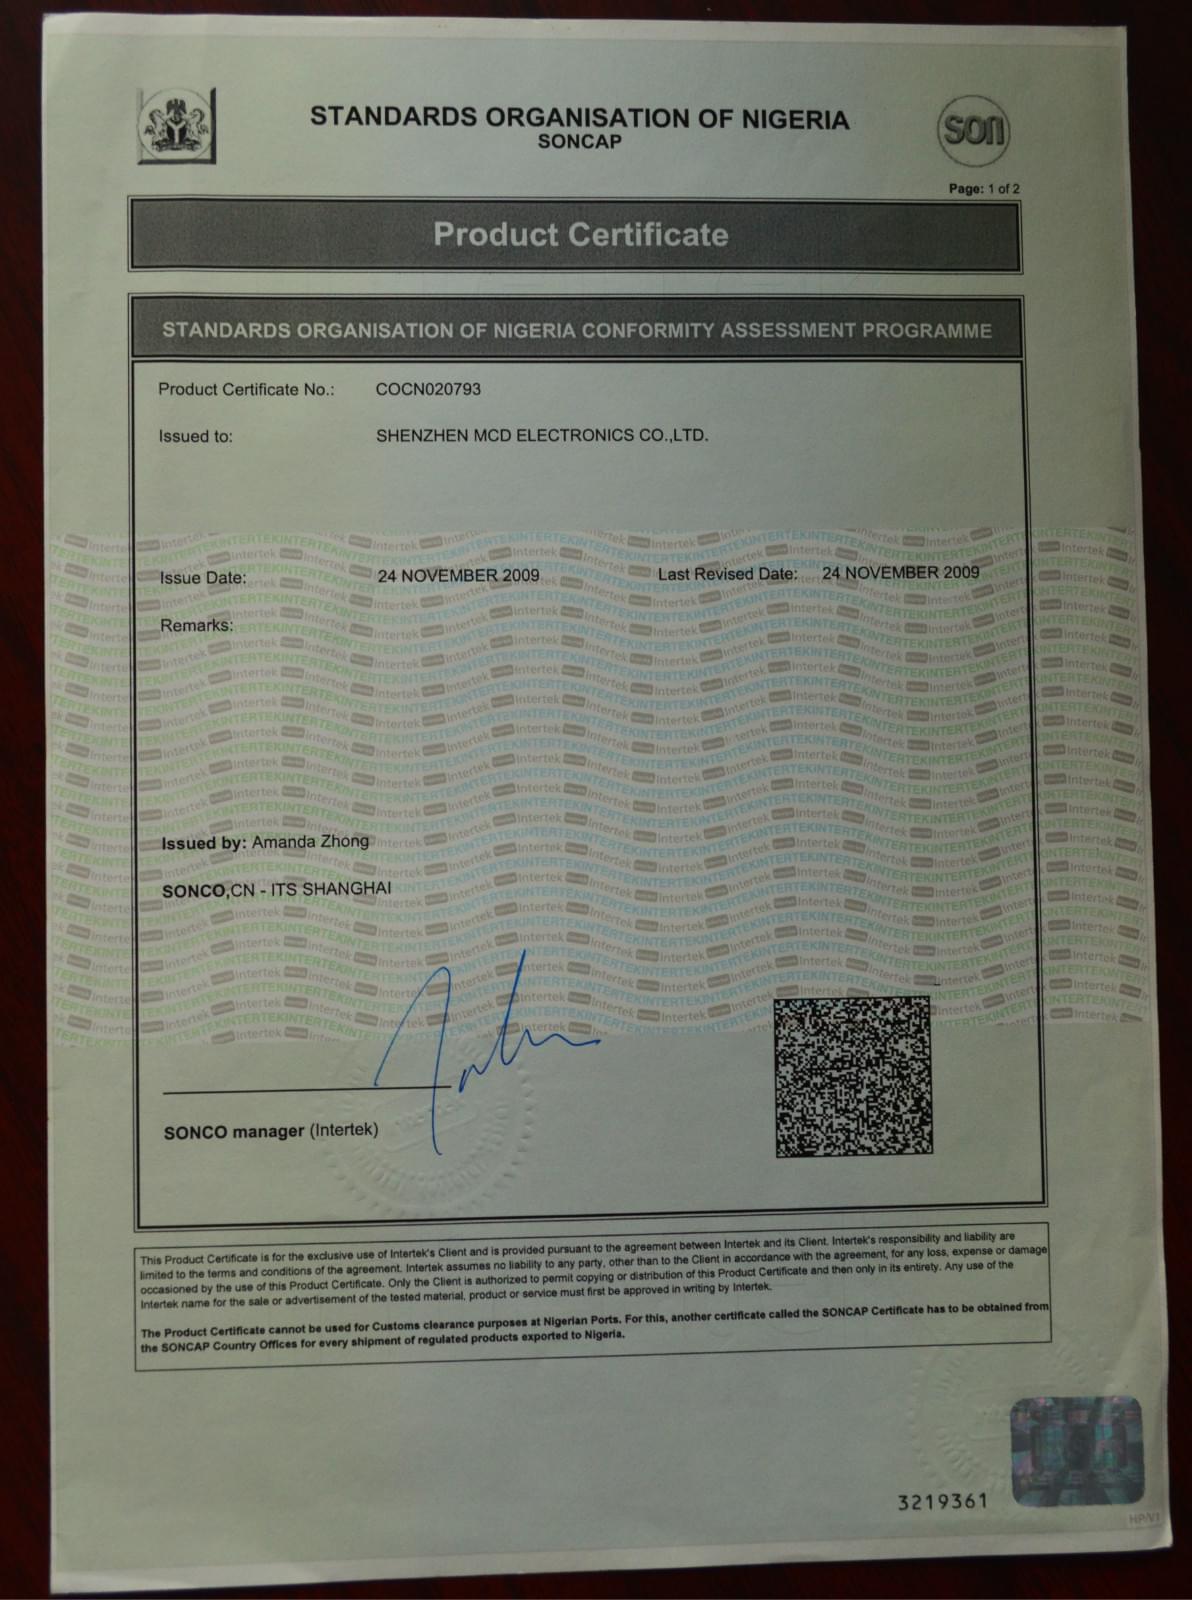 STANDARDS ORGANISATION OF NIGERIA
SONCAP
son
Page: 1 of 2
Product Certificate
STANDARDS ORGANISATION OF NIGERIA CONFORMITY ASSESSMENT PROGRAMME
Product Certificate No.: COCN020793
Issued to: SHENZHEN MCD ELECTRONICS CO.,LTD.
Issue Date: 24 NOVEMBER 2009 Last Revised Date: 24 NOVEMBER 2009
Remarks:
Issued by: Amanda Zhong
SONCO,CN - ITS SHANGHAI
SONCO manager (Intertek)
This Product Certificate is for the exclusive use of Intertek's Client and is provided pursuant to the agreement between Intertek and its Client. Intertek's responsibility and liability are
limited to the terms and conditions of the agreement. Intertek assumes no liability to any party, other than to the Client in accordance with the agreement, for any loss, expense or damage
occasioned by the use of this Product Certificate. Only the Client is authorized to permit copying or distribution of this Product Certificate and then only in its entirety. Any use of the
Intertek name for the sale or advertisement of the tested material, product or service must first be approved in writing by Intertek.
The Product Certificate cannot be used for Customs clearance purposes at Nigerian Ports. For this, another certificate called the SONCAP Certificate has to be obtained from
the SONCAP Country Offices for every shipment of regulated products exported to Nigeria.
3219361
HP/V1